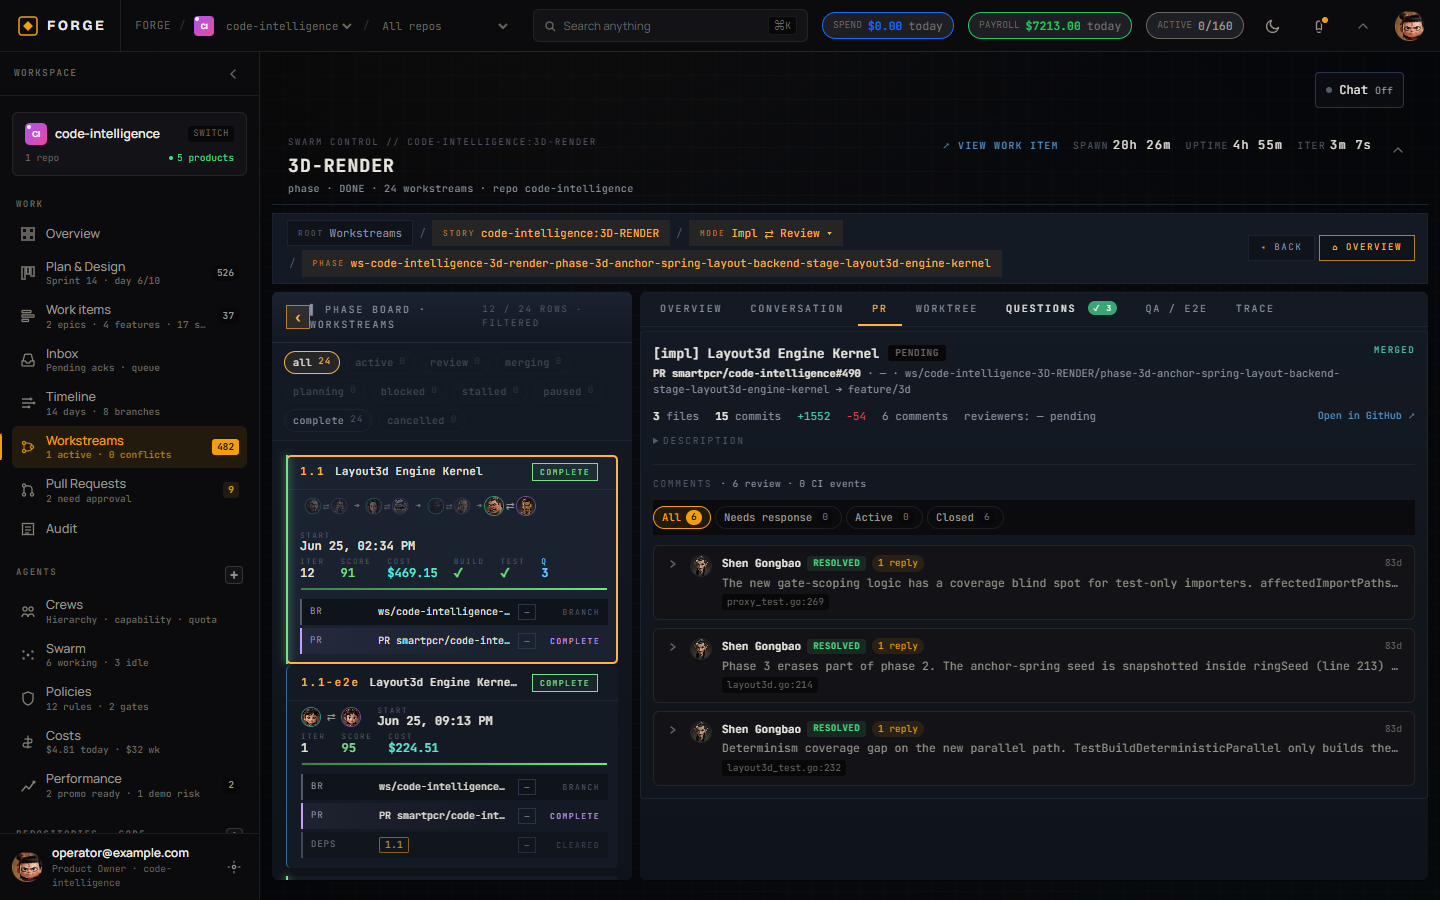 FORGE
FORGE / CI code-intelligence / All repos
Search anything ⌘K
SPEND $0.00 today
PAYROLL $7213.00 today
ACTIVE 0/160
WORKSPACE
CI code-intelligence SWITCH
1 repo 5 products
WORK
Overview
Plan & Design
Sprint 14 · day 6/10
526
Work items
2 epics · 4 features · 17 s…
37
Inbox
Pending acks · queue
Timeline
14 days · 8 branches
Workstreams
1 active · 0 conflicts
482
Pull Requests
2 need approval
9
Audit
AGENTS +
Crews
Hierarchy · capability · quota
Swarm
6 working · 3 idle
Policies
12 rules · 2 gates
Costs
$4.81 today · $32 wk
Performance
2 promo ready · 1 demo risk
2
operator@example.com
Product Owner · code-intelligence
Chat Off
SWARM CONTROL // CODE-INTELLIGENCE:3D-RENDER
3D-RENDER
phase · DONE · 24 workstreams · repo code-intelligence
↗ VIEW WORK ITEM SPAWN 20h 26m UPTIME 4h 55m ITER 3m 7s
ROOT Workstreams / STORY code-intelligence:3D-RENDER / MODE Impl ⇄ Review ▾
/ PHASE ws-code-intelligence-3d-render-phase-3d-anchor-spring-layout-backend-stage-layout3d-engine-kernel
◂ BACK
⌂ OVERVIEW
‹ PHASE BOARD · WORKSTREAMS
12 / 24 ROWS · FILTERED
all 24 active 0 review 0 merging 0
planning 0 blocked 0 stalled 0 paused 0
complete 24 cancelled 0
1.1 Layout3d Engine Kernel COMPLETE
START
Jun 25, 02:34 PM
ITER SCORE COST BUILD TEST Q
12 91 $469.15 ✓ ✓ 3
BR ws/code-intelligence-… — BRANCH
PR PR smartpcr/code-inte… — COMPLETE
1.1-e2e Layout3d Engine Kerne… COMPLETE
START
Jun 25, 09:13 PM
ITER SCORE COST
1 95 $224.51
BR ws/code-intelligence… — BRANCH
PR PR smartpcr/code-int… — COMPLETE
DEPS 1.1 — CLEARED
OVERVIEW CONVERSATION PR WORKTREE QUESTIONS ✓ 3 QA / E2E TRACE
[impl] Layout3d Engine Kernel PENDING MERGED
PR smartpcr/code-intelligence#490 · — · ws/code-intelligence-3D-RENDER/phase-3d-anchor-spring-layout-backend-
stage-layout3d-engine-kernel → feature/3d
3 files 15 commits +1552 -54 6 comments reviewers: — pending Open in GitHub ↗
▶ DESCRIPTION
COMMENTS · 6 review · 0 CI events
All 6 Needs response 0 Active 0 Closed 6
Shen Gongbao RESOLVED 1 reply 83d
The new gate-scoping logic has a coverage blind spot for test-only importers. affectedImportPaths…
proxy_test.go:269
Shen Gongbao RESOLVED 1 reply 83d
Phase 3 erases part of phase 2. The anchor-spring seed is snapshotted inside ringSeed (line 213) …
layout3d.go:214
Shen Gongbao RESOLVED 1 reply 83d
Determinism coverage gap on the new parallel path. TestBuildDeterministicParallel only builds the…
layout3d_test.go:232